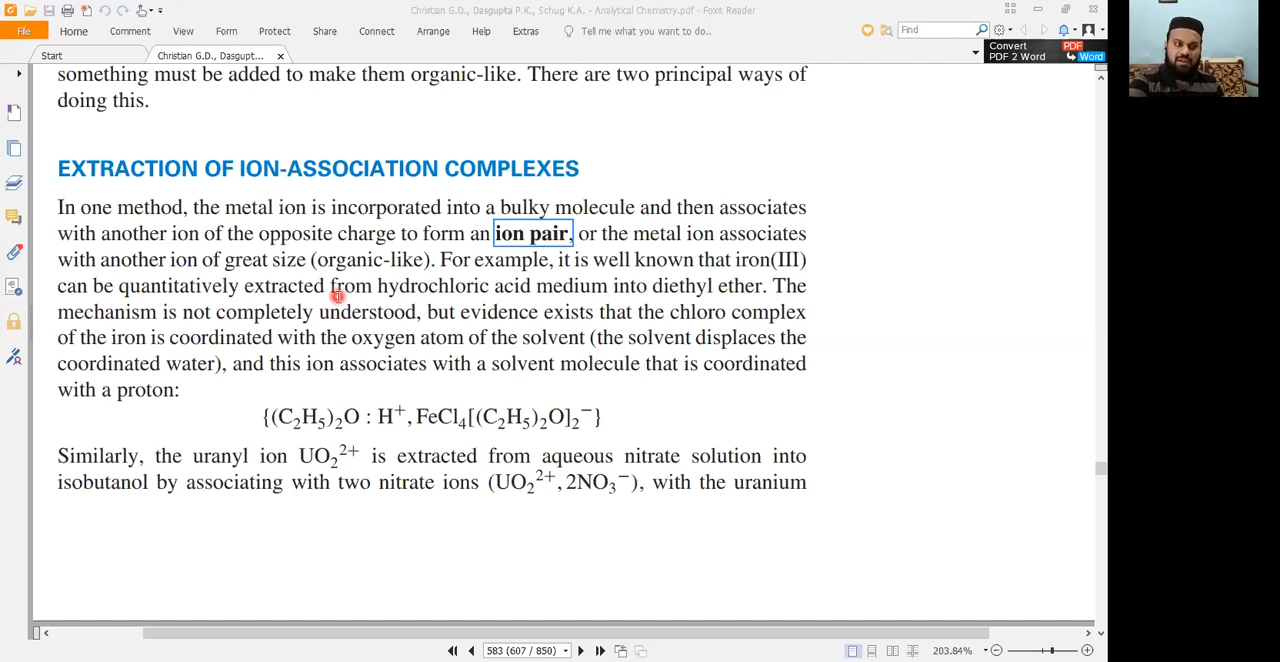 Christian G.D., Dasgupta P.K., Schug K.A. - Analytical Chemistry.pdf - Foxit Reader
File Home Comment View Form Protect Share Connect Arrange Help Extras Tell me what you want to do.. Find
Start Christian G.D., Dasgupt... × Convert PDF
PDF 2 Word Word
something must be added to make them organic-like. There are two principal ways of
doing this.
EXTRACTION OF ION-ASSOCIATION COMPLEXES
In one method, the metal ion is incorporated into a bulky molecule and then associates
with another ion of the opposite charge to form an ion pair, or the metal ion associates
with another ion of great size (organic-like). For example, it is well known that iron(III)
can be quantitatively extracted from hydrochloric acid medium into diethyl ether. The
mechanism is not completely understood, but evidence exists that the chloro complex
of the iron is coordinated with the oxygen atom of the solvent (the solvent displaces the
coordinated water), and this ion associates with a solvent molecule that is coordinated
with a proton:
{(C₂H₅)₂O : H⁺, FeCl₄[(C₂H₅)₂O]₂⁻}
Similarly, the uranyl ion UO₂²⁺ is extracted from aqueous nitrate solution into
isobutanol by associating with two nitrate ions (UO₂²⁺, 2NO₃⁻), with the uranium
583 (607 / 850) 203.84%